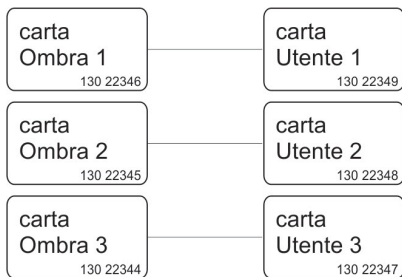 carta
Ombra 1
130 22346
carta
Utente 1
130 22349
carta
Ombra 2
130 22345
carta
Utente 2
130 22348
carta
Ombra 3
130 22344
carta
Utente 3
130 22347